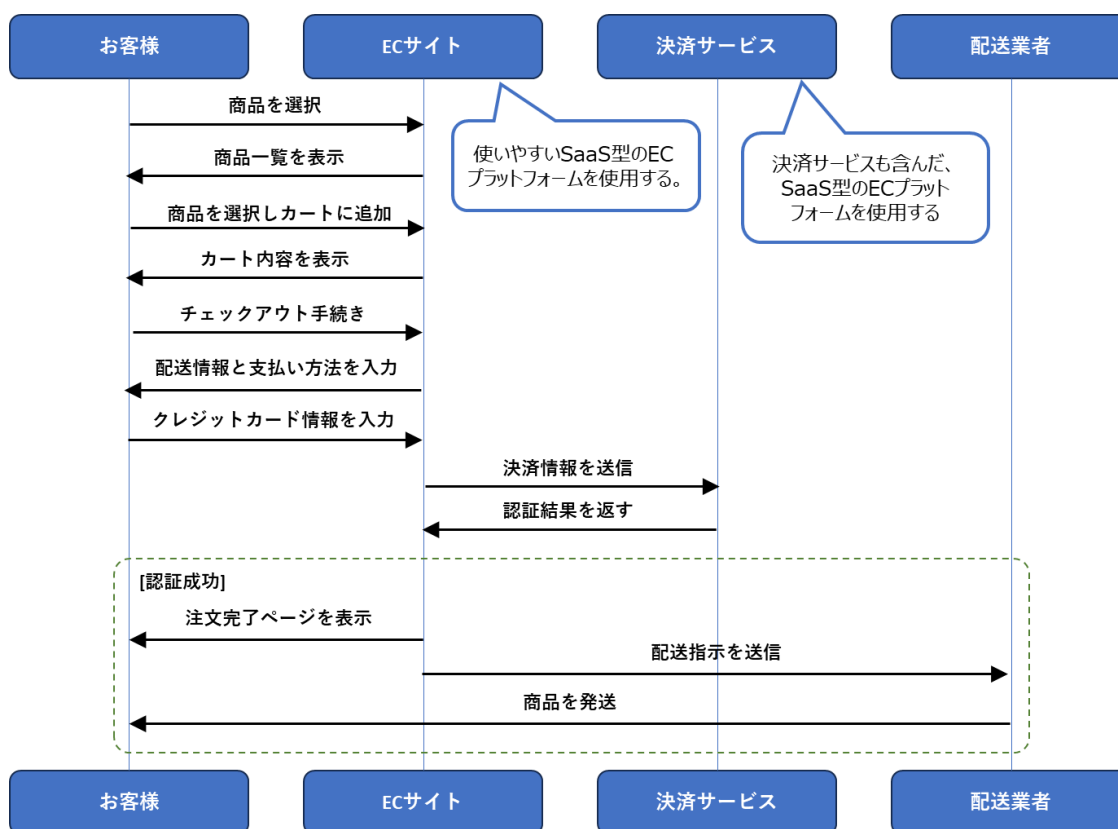 お客様
ECサイト
決済サービス
配送業者
商品を選択
使いやすいSaaS型のEC
プラットフォームを使用する。
決済サービスも含んだ、
SaaS型のECプラット
フォームを使用する
商品一覧を表示
商品を選択しカートに追加
カート内容を表示
チェックアウト手続き
配送情報と支払い方法を入力
クレジットカード情報を入力
決済情報を送信
認証結果を返す
[認証成功]
注文完了ページを表示
配送指示を送信
商品を発送
お客様
ECサイト
決済サービス
配送業者